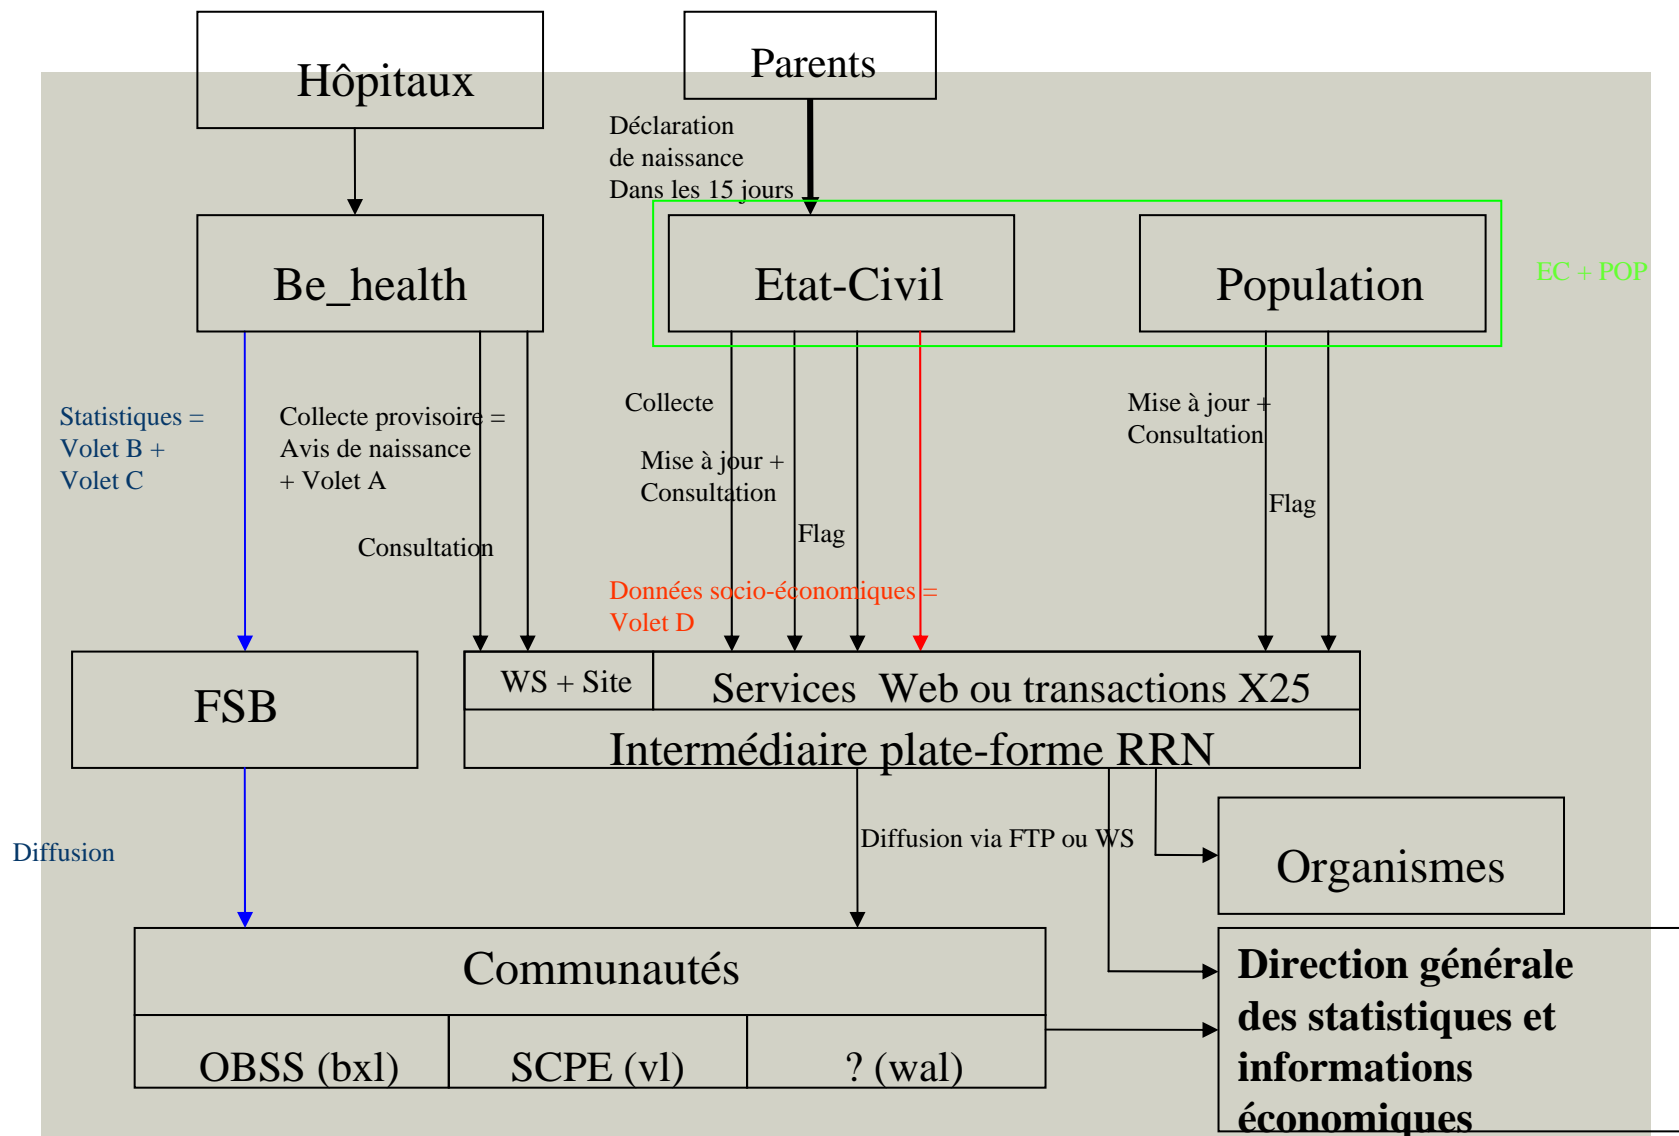 Hôpitaux
Parents
Déclaration
de naissance
Dans les 15 jours
Be_health
Etat-Civil
Population
EC + POP
Statistiques =
Volet B +
Volet C
Collecte provisoire =
Avis de naissance
+ Volet A
Consultation
Collecte
Mise à jour +
Consultation
Flag
Données socio-économiques =
Volet D
Mise à jour +
Consultation
Flag
FSB
WS + Site
Services Web ou transactions X25
Intermédiaire plate-forme RRN
Diffusion
Diffusion via FTP ou WS
Organismes
Communautés
OBSS (bxl)
SCPE (vl)
? (wal)
Direction générale
des statistiques et
informations
économiques